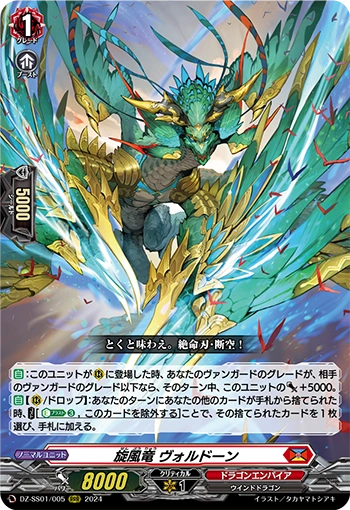 1
グレード
ブースト
5000
シールド
とくと味わえ。絶命刃・断空！
自：このユニットが Ⓡ に登場した時、あなたのヴァンガードのグレードが、相手
のヴァンガードのグレード以下なら、そのターン中、このユニットの +5000。
自【Ⓡ/ドロップ】：あなたのターンにあなたの他のカードが手札から捨てられた
時、【ブラスト 3、このカードを除外する】ことで、その捨てられたカードを1枚
選び、手札に加える。
ノーマルユニット
旋風竜 ヴォルドーン
パワー 8000
クリティカル
1
ドラゴンエンパイア
ウインドドラゴン
DZ-SS01/005 RRR 2024
イラスト/タカヤマトシアキ